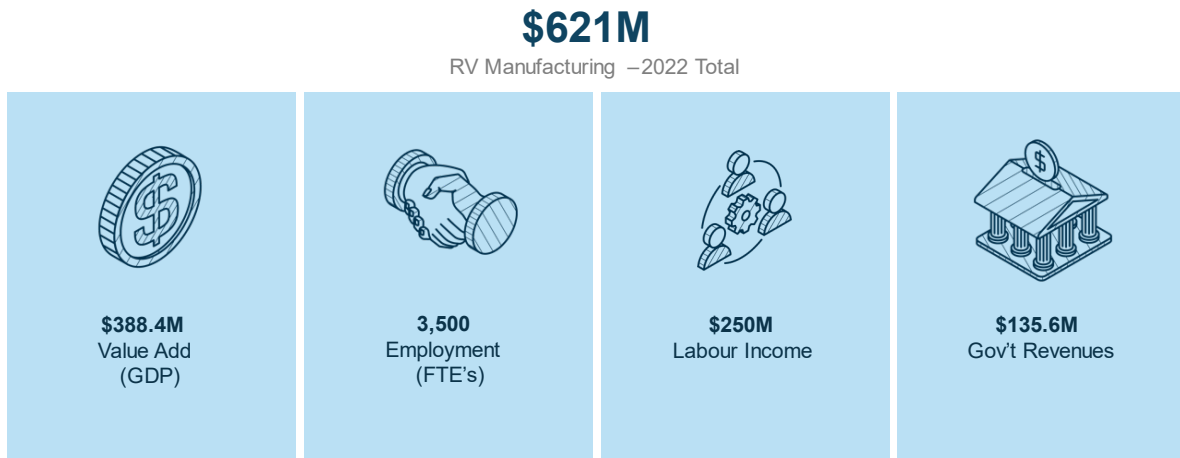 $621M
RV Manufacturing –2022 Total
$388.4M
Value Add
(GDP)
3,500
Employment
(FTE's)
$250M
Labour Income
$135.6M
Gov't Revenues